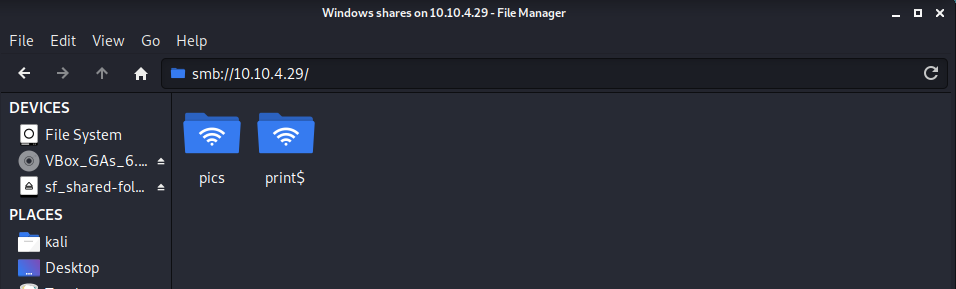 Windows shares on 10.10.4.29 - File Manager
File Edit View Go Help
smb://10.10.4.29/
DEVICES
File System
VBox_GAs_6....
sf_shared-fol...
PLACES
kali
Desktop
pics print$